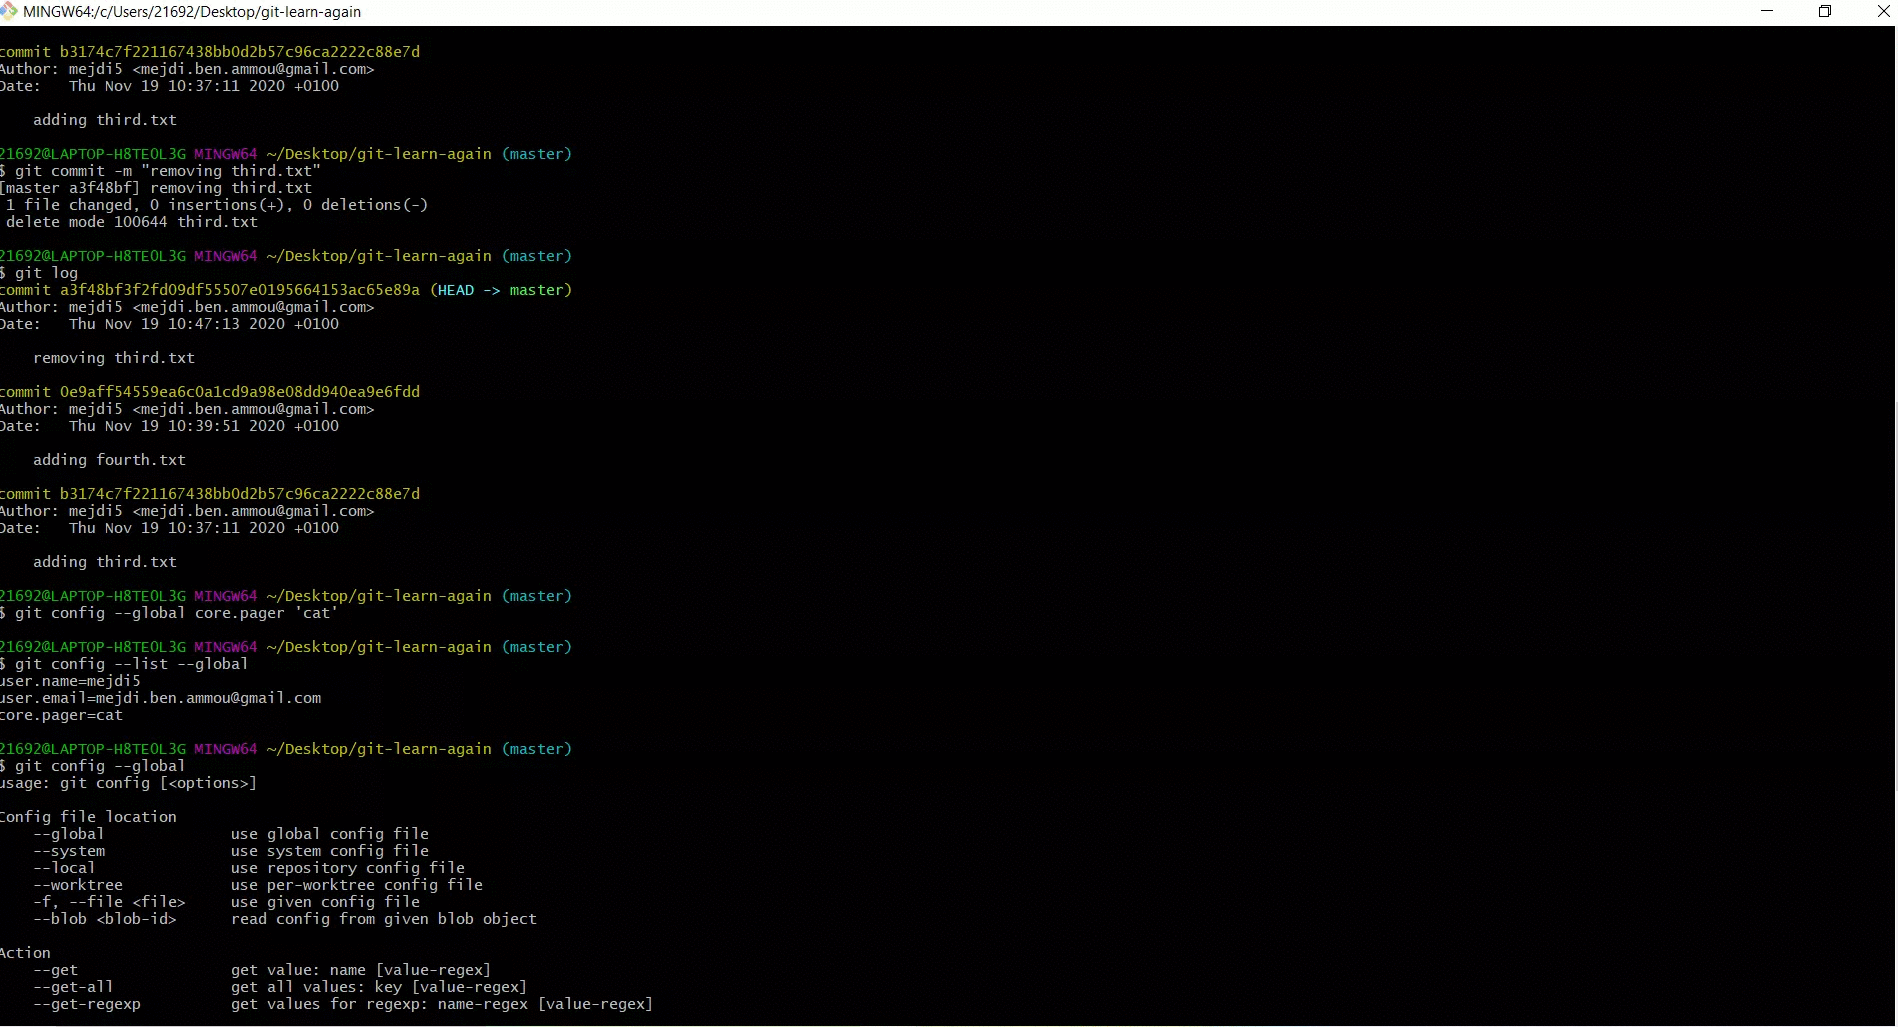 MINGW64:/c/Users/21692/Desktop/git-learn-again
commit b3174c7f221167438bb0d2b57c96ca2222c88e7d
Author: mejdi5 <mejdi.ben.ammou@gmail.com>
Date:   Thu Nov 19 10:37:11 2020 +0100
    adding third.txt
21692@LAPTOP-H8TEOL3G MINGW64 ~/Desktop/git-learn-again (master)
$ git commit -m "removing third.txt"
[master a3f48bf] removing third.txt
 1 file changed, 0 insertions(+), 0 deletions(-)
 delete mode 100644 third.txt
21692@LAPTOP-H8TEOL3G MINGW64 ~/Desktop/git-learn-again (master)
$ git log
commit a3f48bf3f2fd09df55507e0195664153ac65e89a (HEAD -> master)
Author: mejdi5 <mejdi.ben.ammou@gmail.com>
Date:   Thu Nov 19 10:47:13 2020 +0100
    removing third.txt
commit 0e9aff54559ea6c0a1cd9a98e08dd940ea9e6fdd
Author: mejdi5 <mejdi.ben.ammou@gmail.com>
Date:   Thu Nov 19 10:39:51 2020 +0100
    adding fourth.txt
commit b3174c7f221167438bb0d2b57c96ca2222c88e7d
Author: mejdi5 <mejdi.ben.ammou@gmail.com>
Date:   Thu Nov 19 10:37:11 2020 +0100
    adding third.txt
21692@LAPTOP-H8TEOL3G MINGW64 ~/Desktop/git-learn-again (master)
$ git config --global core.pager 'cat'
21692@LAPTOP-H8TEOL3G MINGW64 ~/Desktop/git-learn-again (master)
$ git config --list --global
user.name=mejdi5
user.email=mejdi.ben.ammou@gmail.com
core.pager=cat
21692@LAPTOP-H8TEOL3G MINGW64 ~/Desktop/git-learn-again (master)
$ git config --global
usage: git config [<options>]
Config file location
    --global              use global config file
    --system              use system config file
    --local               use repository config file
    --worktree            use per-worktree config file
    -f, --file <file>     use given config file
    --blob <blob-id>      read config from given blob object
Action
    --get                 get value: name [value-regex]
    --get-all             get all values: key [value-regex]
    --get-regexp          get values for regexp: name-regex [value-regex]